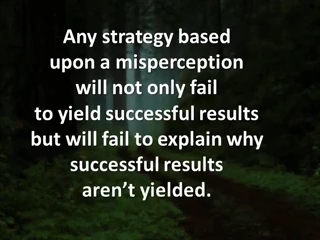 Any strategy based
upon a misperception
will not only fail
to yield successful results
but will fail to explain why
successful results
aren't yielded.